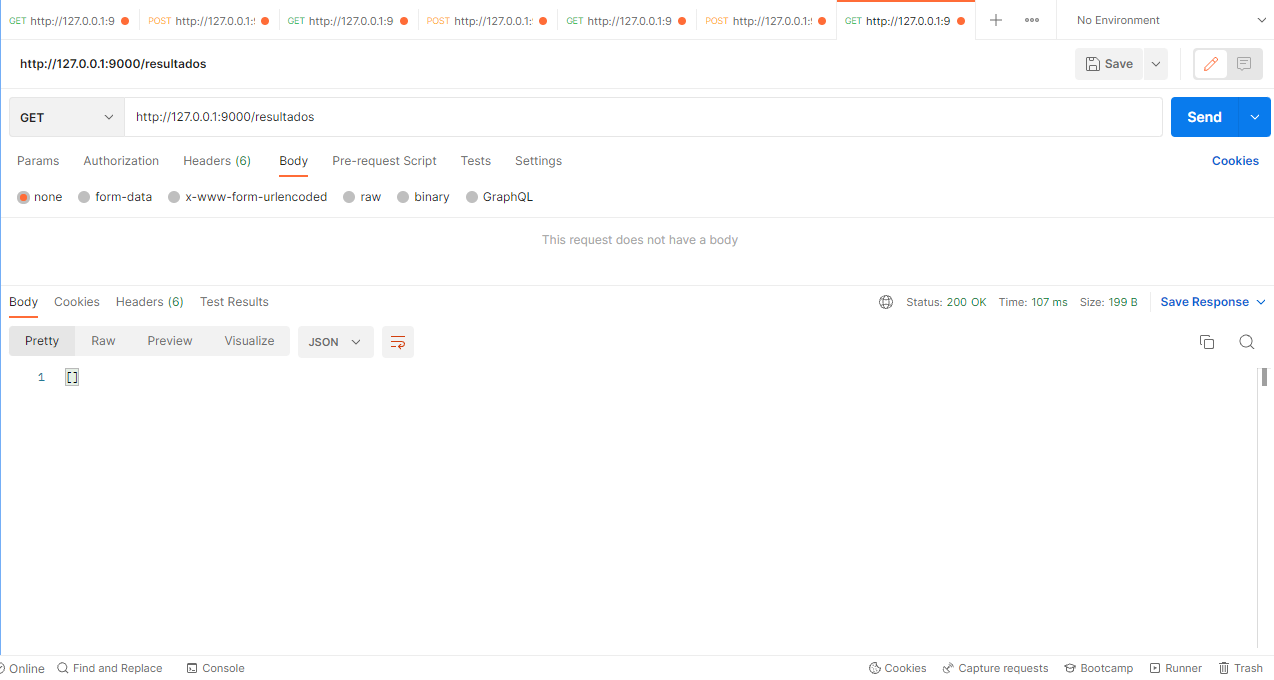 GET http://127.0.0.1:9 POST http://127.0.0.1: GET http://127.0.0.1:9 POST http://127.0.0.1: GET http://127.0.0.1:9 POST http://127.0.0.1: GET http://127.0.0.1:9 No Environment
http://127.0.0.1:9000/resultados Save
GET http://127.0.0.1:9000/resultados Send
Params Authorization Headers (6) Body Pre-request Script Tests Settings Cookies
none form-data x-www-form-urlencoded raw binary GraphQL
This request does not have a body
Body Cookies Headers (6) Test Results Status: 200 OK Time: 107 ms Size: 199 B Save Response
Pretty Raw Preview Visualize JSON
1 []
Online Find and Replace Console Cookies Capture requests Bootcamp Runner Trash